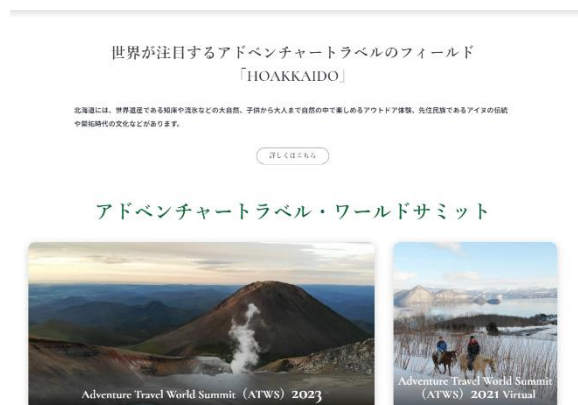 世界が注目するアドベンチャートラベルのフィールド
「HOAKKAIDO」
北海道には、世界遺産である知床や流氷などの大自然、子供から大人まで自然の中で楽しめるアウトドア体験、先住民族であるアイヌの伝統
や開拓時代の文化などがあります。
詳しくはこちら
アドベンチャートラベル・ワールドサミット
Adventure Travel World Summit（ATWS）2023
Adventure Travel World Summit
（ATWS）2021 Virtual